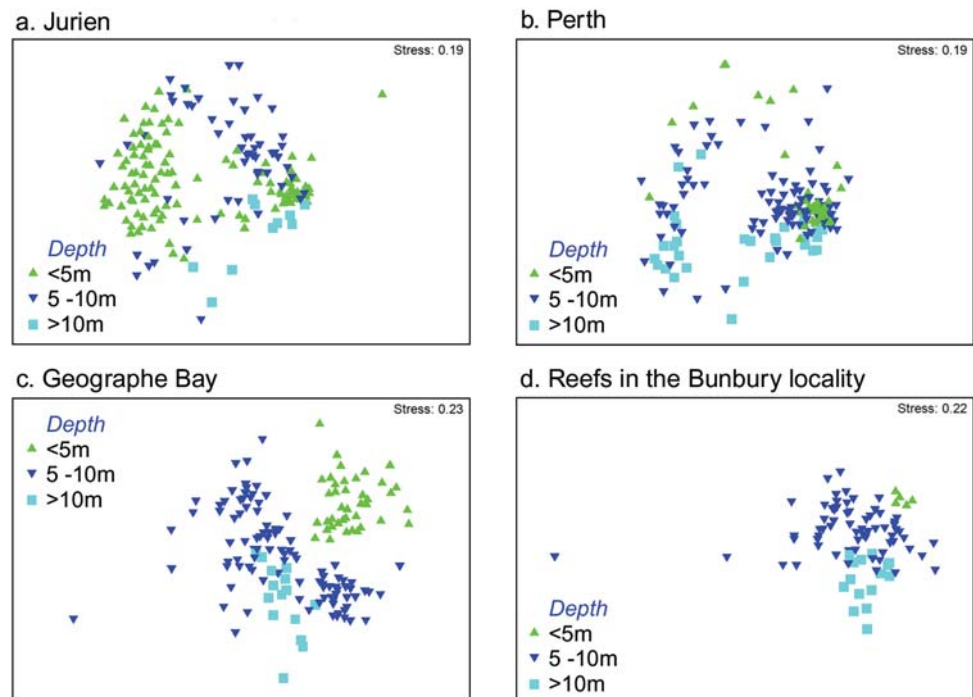 a. Jurien
Stress: 0.19
Depth
<5m
5 -10m
>10m
b. Perth
Stress: 0.19
Depth
<5m
5 -10m
>10m
c. Geographe Bay
Stress: 0.23
Depth
<5m
5 -10m
>10m
d. Reefs in the Bunbury locality
Stress: 0.22
Depth
<5m
5 -10m
>10m